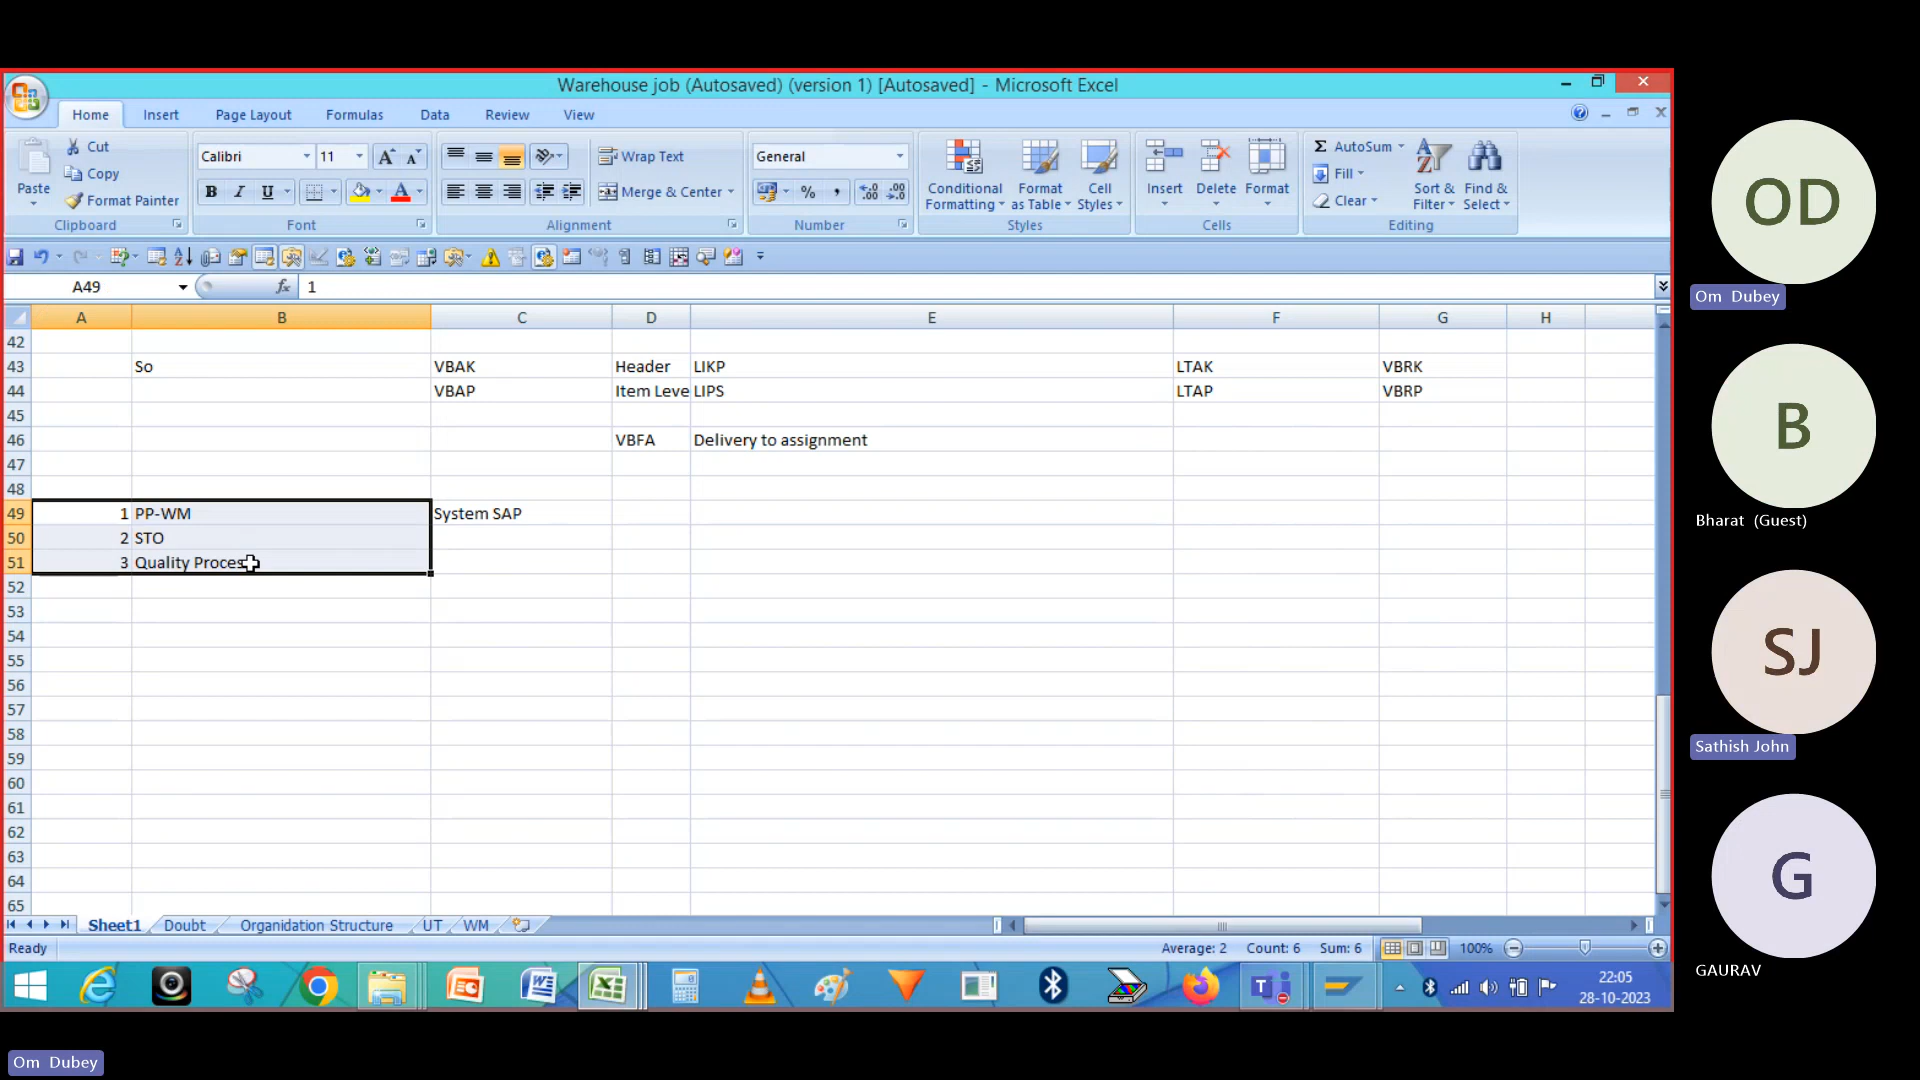 Warehouse job (Autosaved) (version 1) [Autosaved] - Microsoft Excel
Home Insert Page Layout Formulas Data Review View
Paste Cut Copy Format Painter
Calibri 11 B I U A
Wrap Text Merge & Center
General %
Conditional Formatting Format as Table Cell Styles
Insert Delete Format
Σ AutoSum Fill Clear Sort & Filter Find & Select
Clipboard Font Alignment Number Styles Cells Editing
A49 fx 1
A B C D E F G H
42
43 So VBAK Header LIKP LTAK VBRK
44 VBAP Item Leve LIPS LTAP VBRP
45
46 VBFA Delivery to assignment
47
48
49 1 PP-WM System SAP
50 2 STO
51 3 Quality Proces
52
53
54
55
56
57
58
59
60
61
62
63
64
65
Sheet1 Doubt Organidation Structure UT WM
Ready Average: 2 Count: 6 Sum: 6 100%
22:05
28-10-2023
OD
Om Dubey
B
Bharat (Guest)
SJ
Sathish John
G
GAURAV
Om Dubey